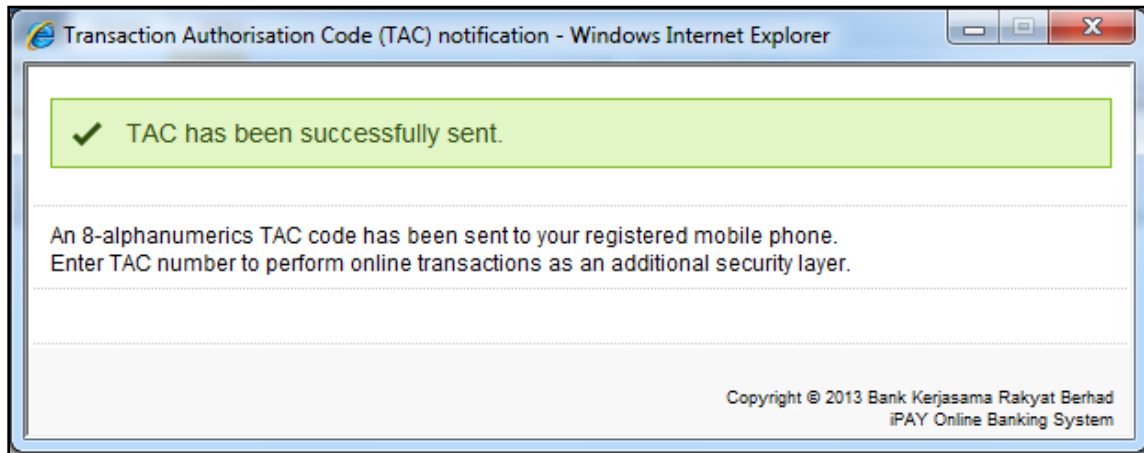 Transaction Authorisation Code (TAC) notification - Windows Internet Explorer
TAC has been successfully sent.
An 8-alphanumerics TAC code has been sent to your registered mobile phone.
Enter TAC number to perform online transactions as an additional security layer.
Copyright © 2013 Bank Kerjasama Rakyat Berhad
iPAY Online Banking System